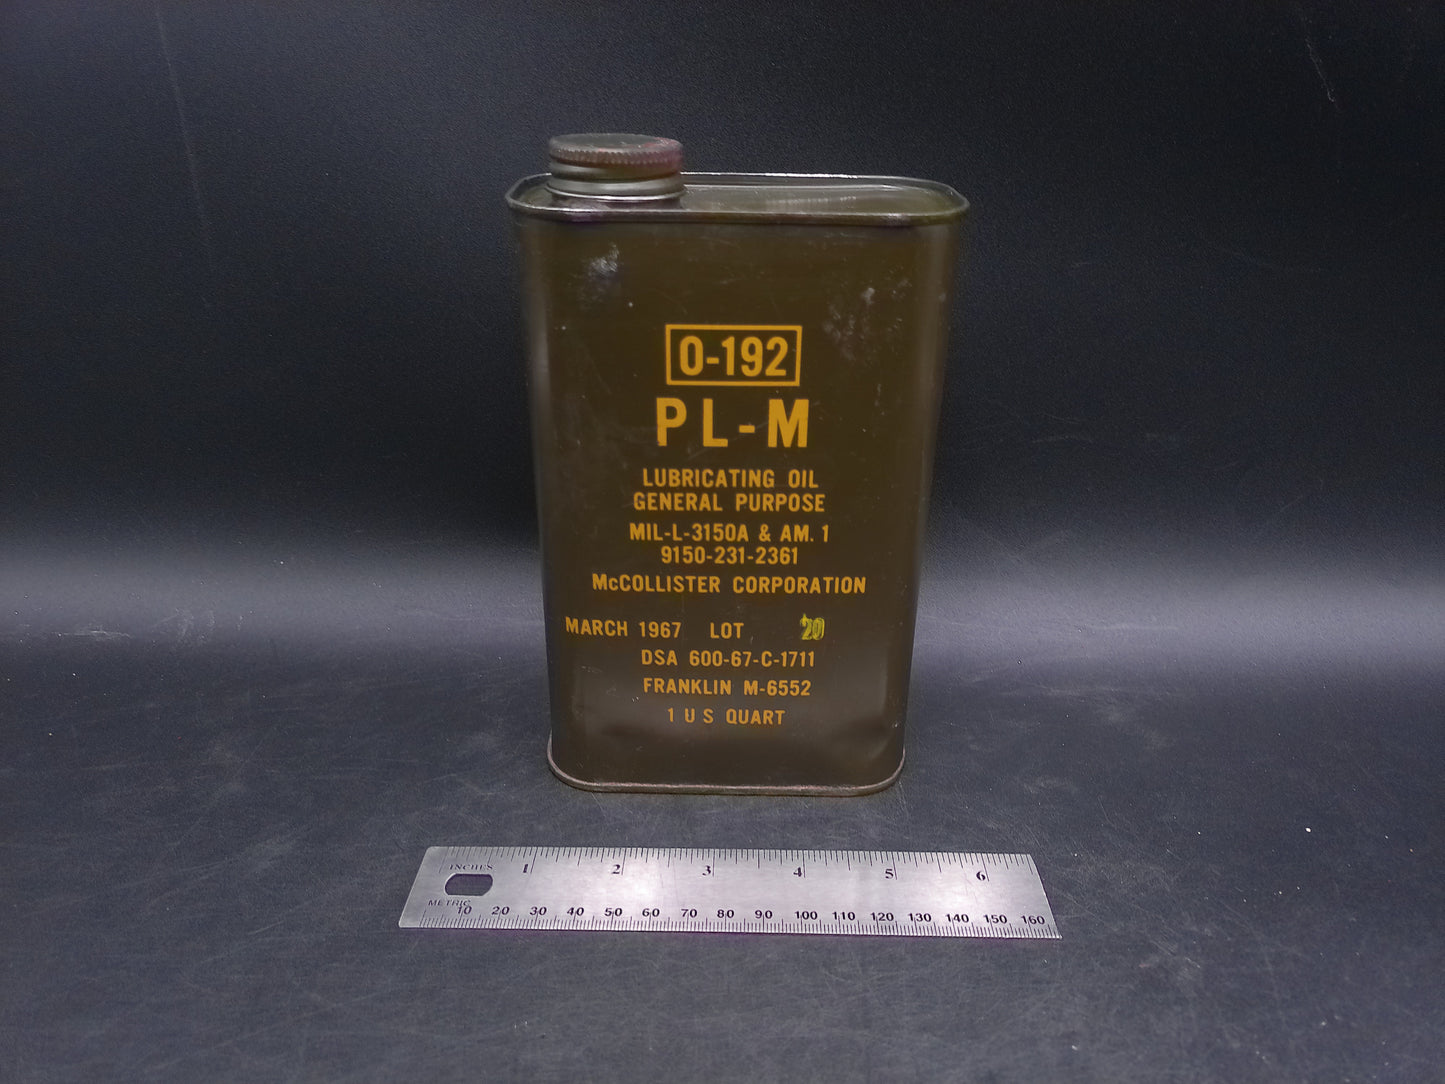 O-192
PL-M
LUBRICATING OIL
GENERAL PURPOSE
MIL-L-3150A & AM. 1
9150-231-2361
McCOLLISTER CORPORATION
MARCH 1967 LOT 20
DSA 600-67-C-1711
FRANKLIN M-6552
1 U S QUART
INCHES 1 2 3 4 5 6
METRIC 10 20 30 40 50 60 70 80 90 100 110 120 130 140 150 160